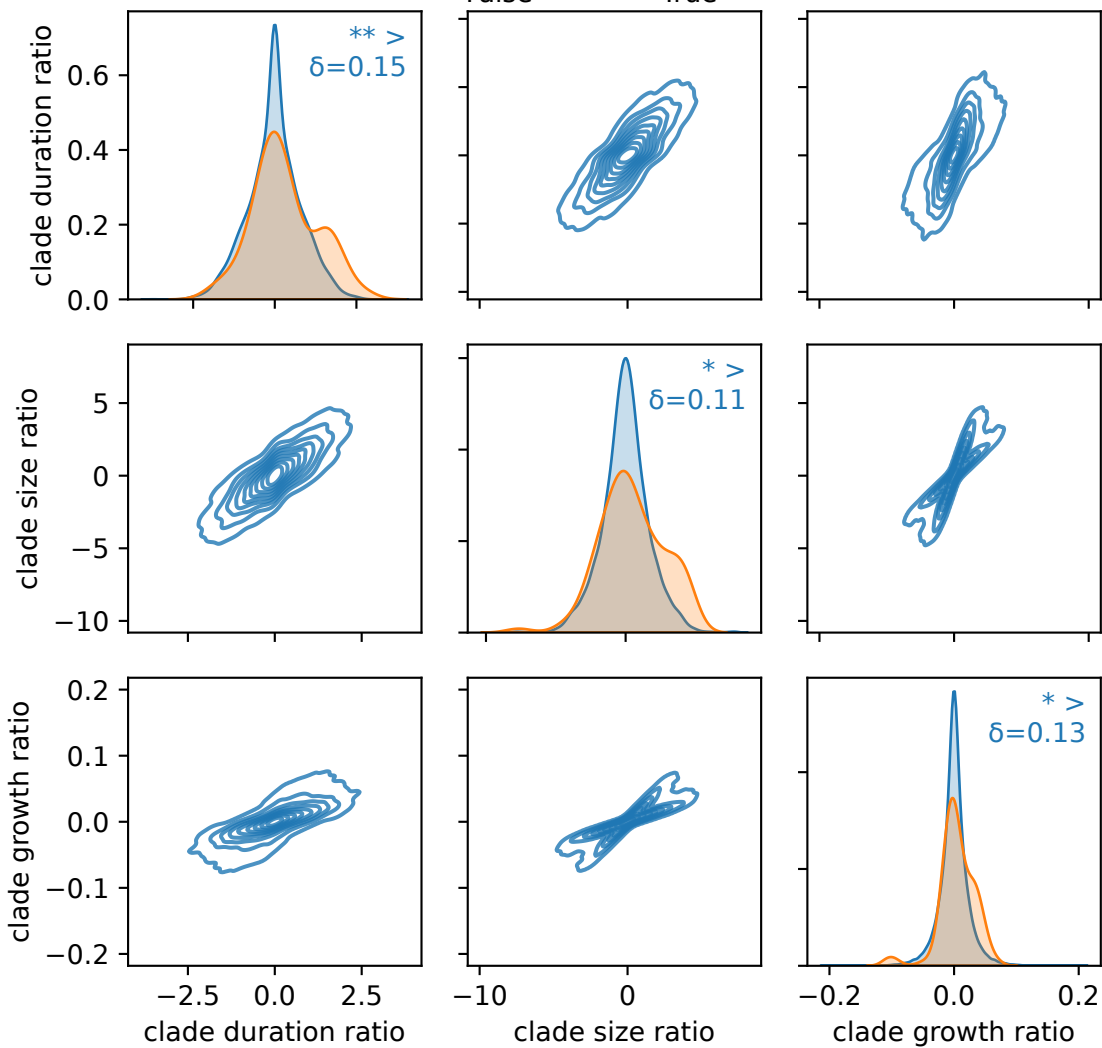 False True
clade duration ratio
0.6
0.4
0.2
0.0
** >
δ=0.15
clade size ratio
5
0
−5
−10
* >
δ=0.11
clade growth ratio
0.2
0.1
0.0
−0.1
−0.2
* >
δ=0.13
−2.5 0.0 2.5
−10 0
−0.2 0.0 0.2
clade duration ratio
clade size ratio
clade growth ratio